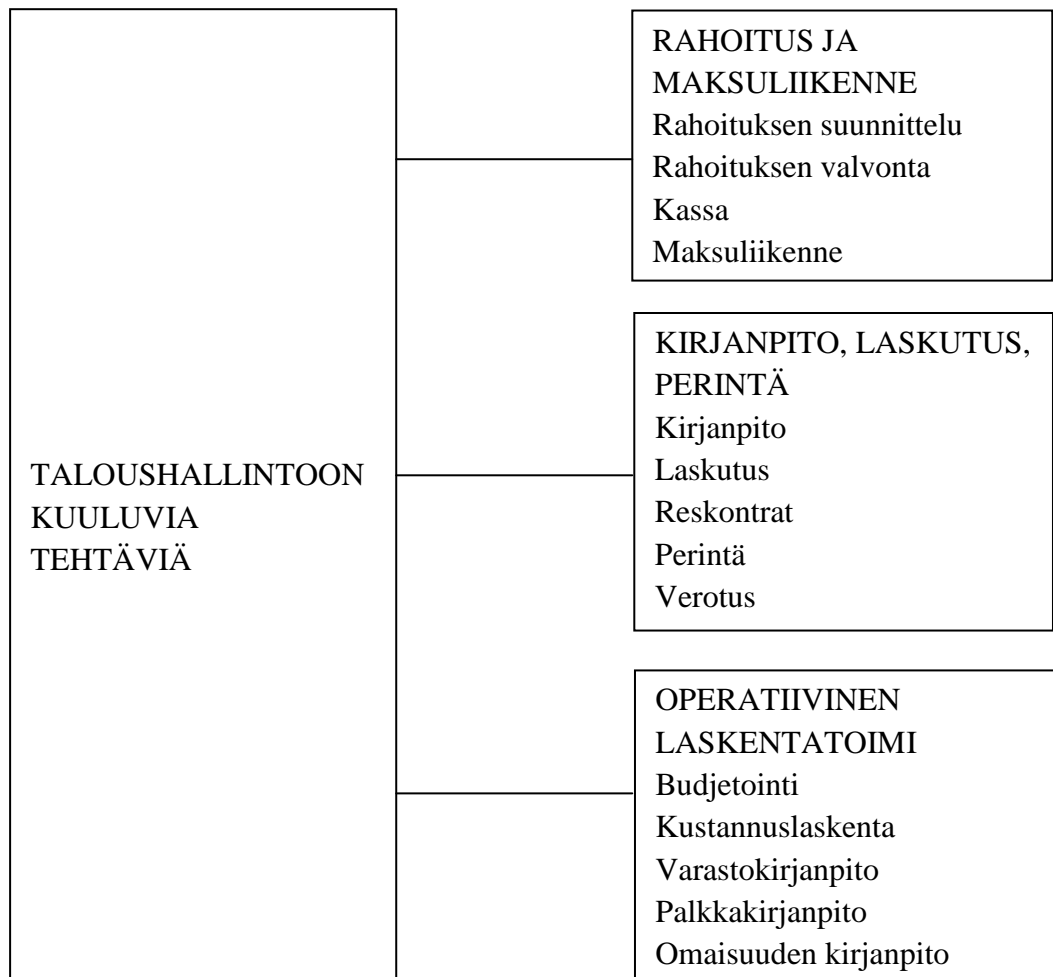 TALOUSHALLINTOON
KUULUVIA
TEHTÄVIÄ
RAHOITUS JA
MAKSULIIKENNE
Rahoituksen suunnittelu
Rahoituksen valvonta
Kassa
Maksuliikenne
KIRJANPITO, LASKUTUS,
PERINTÄ
Kirjanpito
Laskutus
Reskontrat
Perintä
Verotus
OPERATIIVINEN
LASKENTATOIMI
Budjetointi
Kustannuslaskenta
Varastokirjanpito
Palkkakirjanpito
Omaisuuden kirjanpito